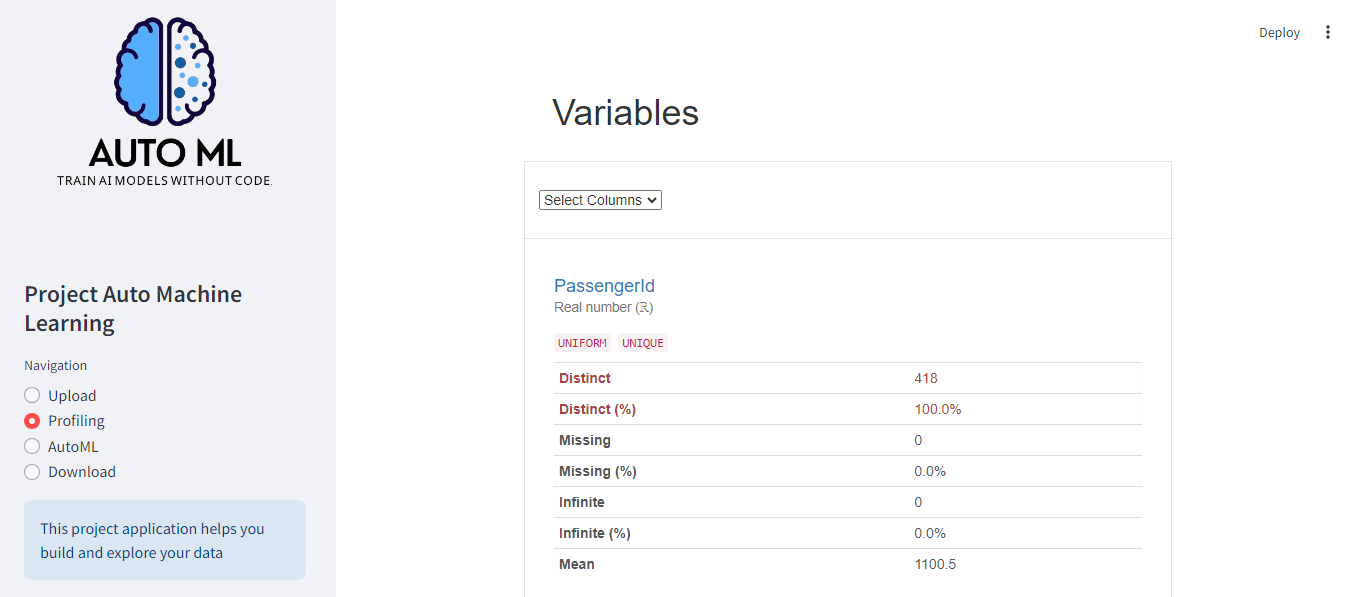 AUTO ML
TRAIN AI MODELS WITHOUT CODE.
Project Auto Machine
Learning
Navigation
Upload
Profiling
AutoML
Download
This project application helps you
build and explore your data
Deploy
Variables
Select Columns
PassengerId
Real number (ℝ)
UNIFORM UNIQUE
Distinct 418
Distinct (%) 100.0%
Missing 0
Missing (%) 0.0%
Infinite 0
Infinite (%) 0.0%
Mean 1100.5